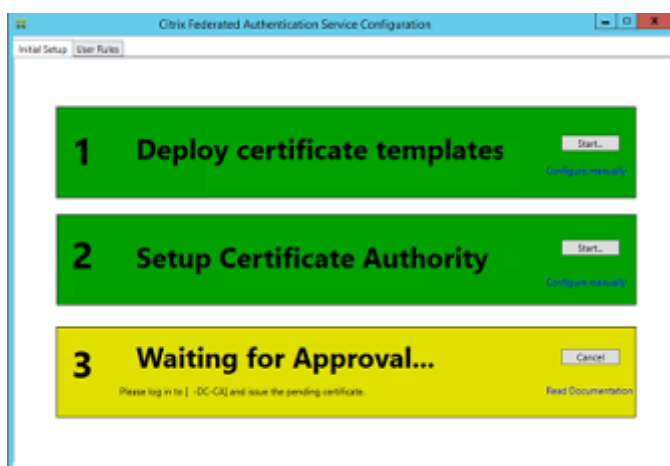 Citrix Federated Authentication Service Configuration
Initial Setup User Rules
1 Deploy certificate templates Start...
Configure manually
2 Setup Certificate Authority Start...
Configure manually
3 Waiting for Approval... Cancel
Please log in to [ -DC-CA] and issue the pending certificate. Read Documentation